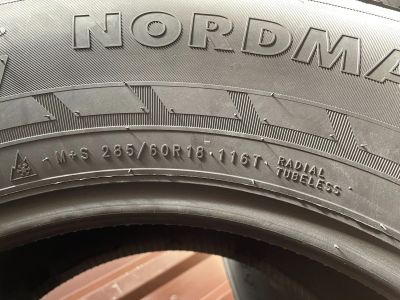 NORDMA
M+S 285/60R18 · 116T · RADIAL
TUBELESS